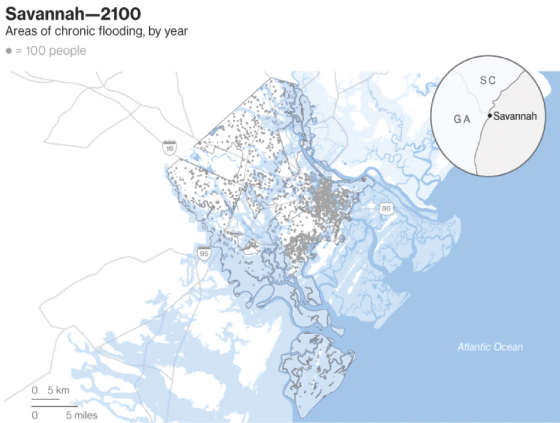 Savannah—2100
Areas of chronic flooding, by year
= 100 people
SC
GA
Savannah
95
80
95
Atlantic Ocean
0 5 km
0 5 miles